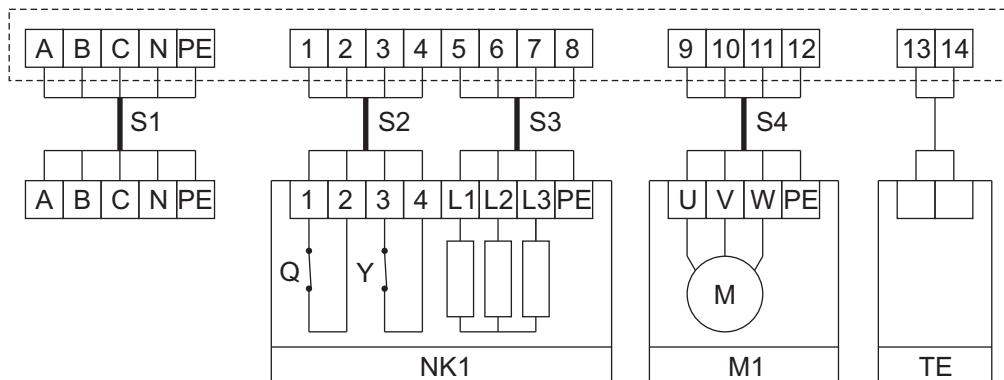 A B C N PE 1 2 3 4 5 6 7 8 9 10 11 12 13 14
S1 S2 S3 S4
A B C N PE 1 2 3 4 L1 L2 L3 PE U V W PE
Q Y M
NK1 M1 TE